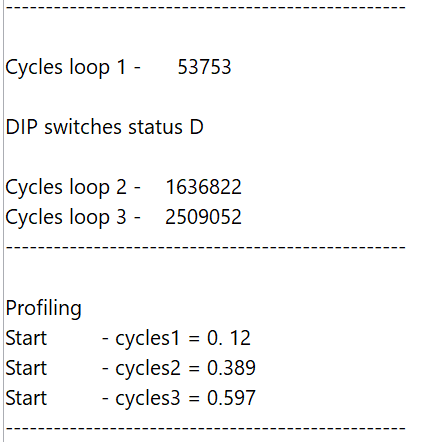 --------------------------------------------------
Cycles loop 1 -      53753
DIP switches status D
Cycles loop 2 -    1636822
Cycles loop 3 -    2509052
--------------------------------------------------
Profiling
Start         - cycles1 = 0. 12
Start         - cycles2 = 0.389
Start         - cycles3 = 0.597
--------------------------------------------------